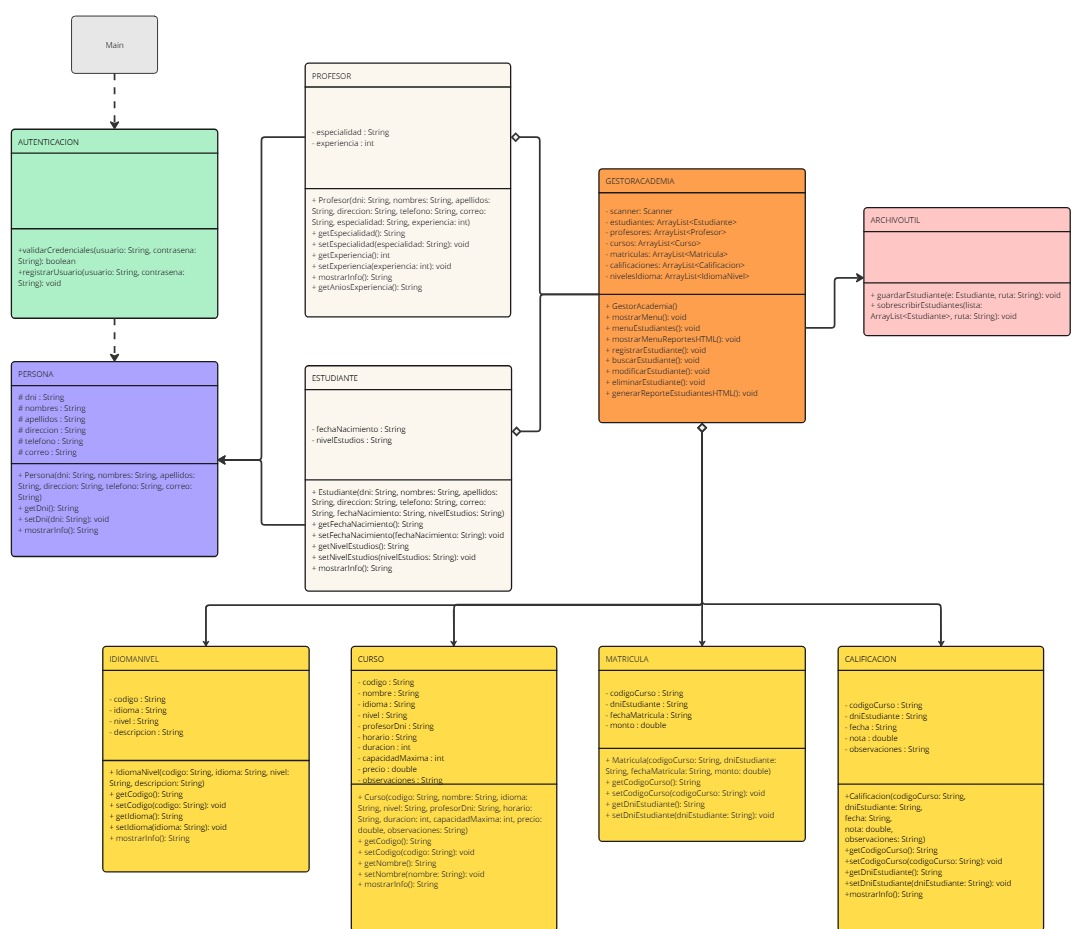 Main
AUTENTICACION
+validarCredenciales(usuario: String, contrasena:
String): boolean
+registrarUsuario(usuario: String, contrasena:
String): void
PERSONA
# dni : String
# nombres : String
# apellidos : String
# direccion : String
# telefono : String
# correo : String
+ Persona(dni: String, nombres: String, apellidos:
String, direccion: String, telefono: String, correo:
String)
+ getDni(): String
+ setDni(dni: String): void
+ mostrarInfo(): String
PROFESOR
- especialidad : String
- experiencia : int
+ Profesor(dni: String, nombres: String, apellidos:
String, direccion: String, telefono: String, correo:
String, especialidad: String, experiencia: int)
+ getEspecialidad(): String
+ setEspecialidad(especialidad: String): void
+ getExperiencia(): int
+ setExperiencia(experiencia: int): void
+ mostrarInfo(): String
+ getAniosExperiencia(): String
ESTUDIANTE
- fechaNacimiento : String
- nivelEstudios : String
+ Estudiante(dni: String, nombres: String, apellidos:
String, direccion: String, telefono: String, correo:
String, fechaNacimiento: String, nivelEstudios: String)
+ getFechaNacimiento(): String
+ setFechaNacimiento(fechaNacimiento: String): void
+ getNivelEstudios(): String
+ setNivelEstudios(nivelEstudios: String): void
+ mostrarInfo(): String
GESTORACADEMIA
- scanner: Scanner
- estudiantes: ArrayList<Estudiante>
- profesores: ArrayList<Profesor>
- cursos: ArrayList<Curso>
- matriculas: ArrayList<Matricula>
- calificaciones: ArrayList<Calificacion>
- nivelesIdioma: ArrayList<IdiomaNivel>
+ GestorAcademia()
+ mostrarMenu(): void
+ menuEstudiantes(): void
+ mostrarMenuReportesHTML(): void
+ registrarEstudiante(): void
+ buscarEstudiante(): void
+ modificarEstudiante(): void
+ eliminarEstudiante(): void
+ generarReporteEstudiantesHTML(): void
ARCHIVOUTIL
+ guardarEstudiante(e: Estudiante, ruta: String): void
+ sobrescribirEstudiantes(lista:
ArrayList<Estudiante>, ruta: String): void
IDIOMANIVEL
- codigo : String
- idioma : String
- nivel : String
- descripcion : String
+ IdiomaNivel(codigo: String, idioma: String, nivel:
String, descripcion: String)
+ getCodigo(): String
+ setCodigo(codigo: String): void
+ getIdioma(): String
+ setIdioma(idioma: String): void
+ mostrarInfo(): String
CURSO
- codigo : String
- nombre : String
- idioma : String
- nivel : String
- profesorDni : String
- horario : String
- duracion : int
- capacidadMaxima : int
- precio : double
- observaciones : String
+ Curso(codigo: String, nombre: String, idioma:
String, nivel: String, profesorDni: String, horario:
String, duracion: int, capacidadMaxima: int, precio:
double, observaciones: String)
+ getCodigo(): String
+ setCodigo(codigo: String): void
+ getNombre(): String
+ setNombre(nombre: String): void
+ mostrarInfo(): String
MATRICULA
- codigoCurso : String
- dniEstudiante : String
- fechaMatricula : String
- monto : double
+ Matricula(codigoCurso: String, dniEstudiante:
String, fechaMatricula: String, monto: double)
+ getCodigoCurso(): String
+ setCodigoCurso(codigoCurso: String): void
+ getDniEstudiante(): String
+ setDniEstudiante(dniEstudiante: String): void
CALIFICACION
- codigoCurso : String
- dniEstudiante : String
- fecha : String
- nota : double
- observaciones : String
+Calificacion(codigoCurso: String,
dniEstudiante: String,
fecha: String,
nota: double,
observaciones: String)
+getCodigoCurso(): String
+setCodigoCurso(codigoCurso: String): void
+getDniEstudiante(): String
+setDniEstudiante(dniEstudiante: String): void
+mostrarInfo(): String